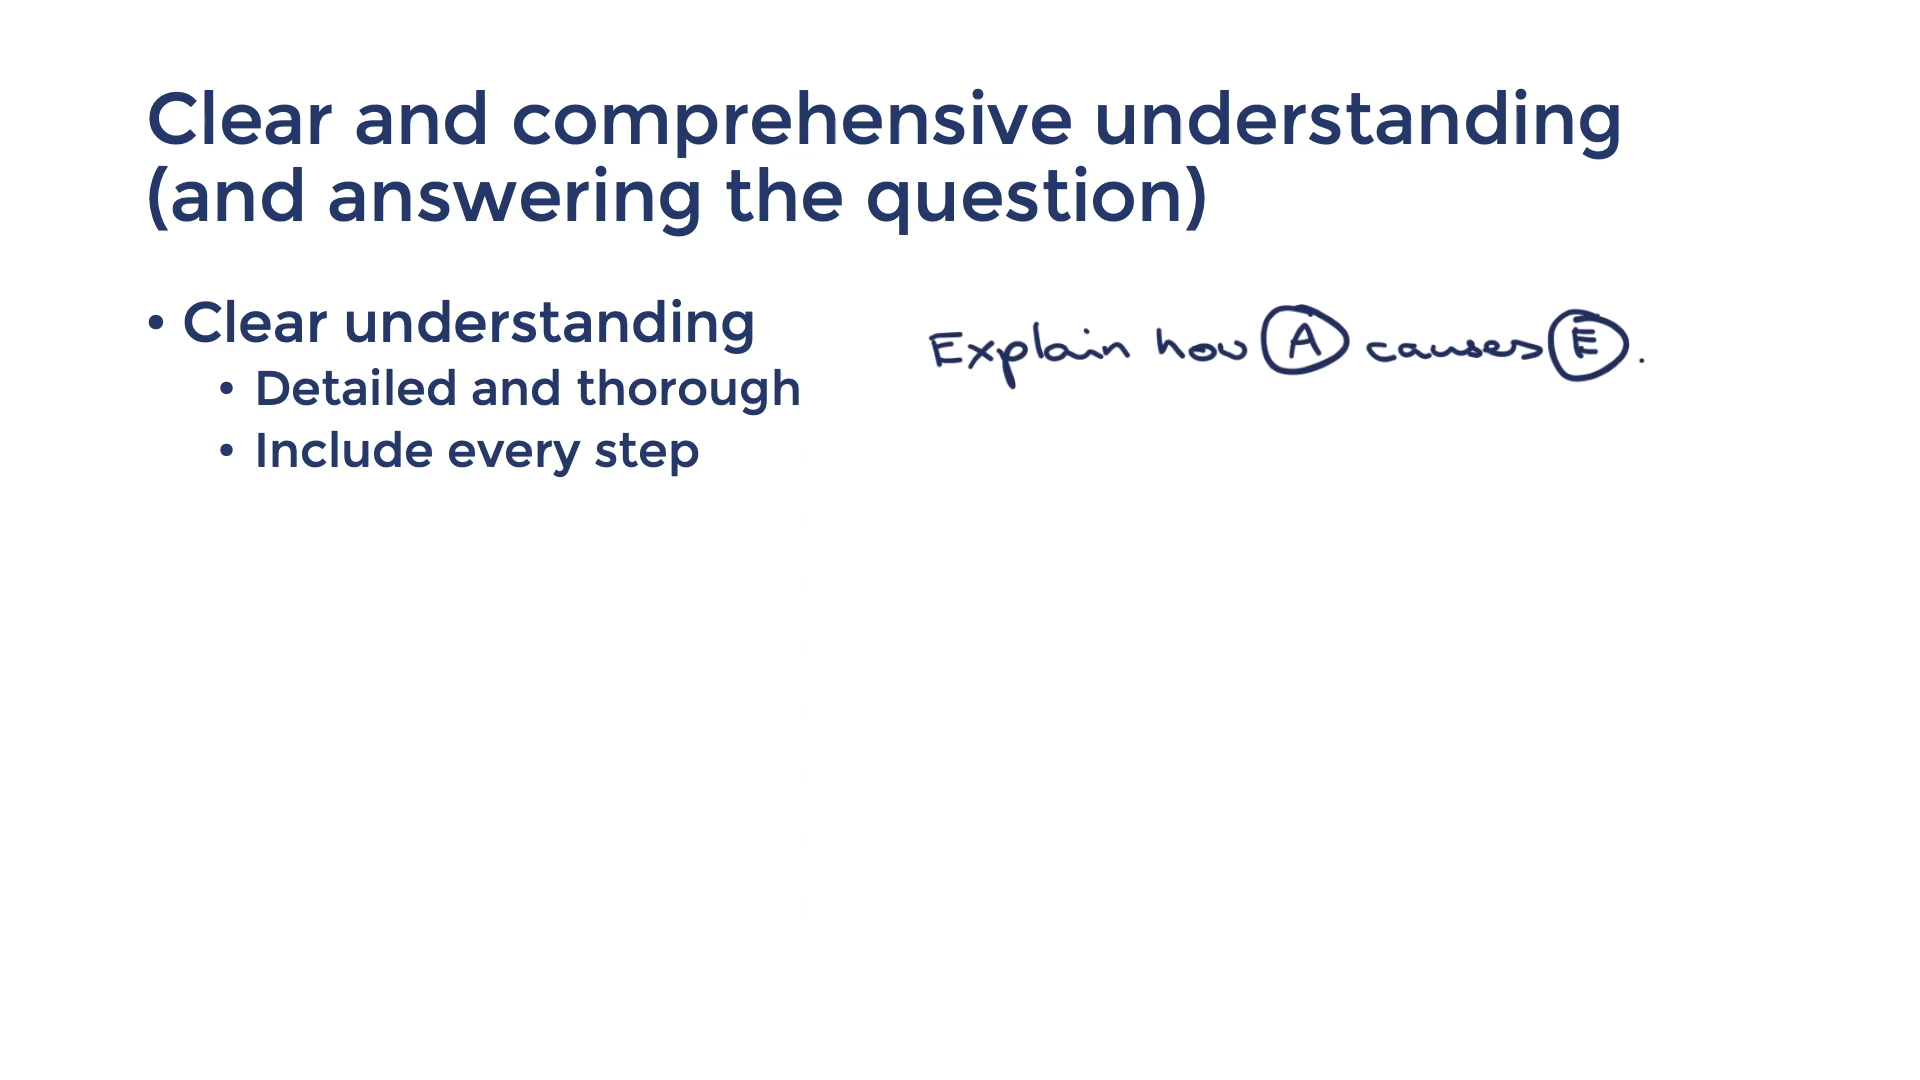 Clear and comprehensive understanding
(and answering the question)
• Clear understanding
• Detailed and thorough
• Include every step
Explain how A causes E.